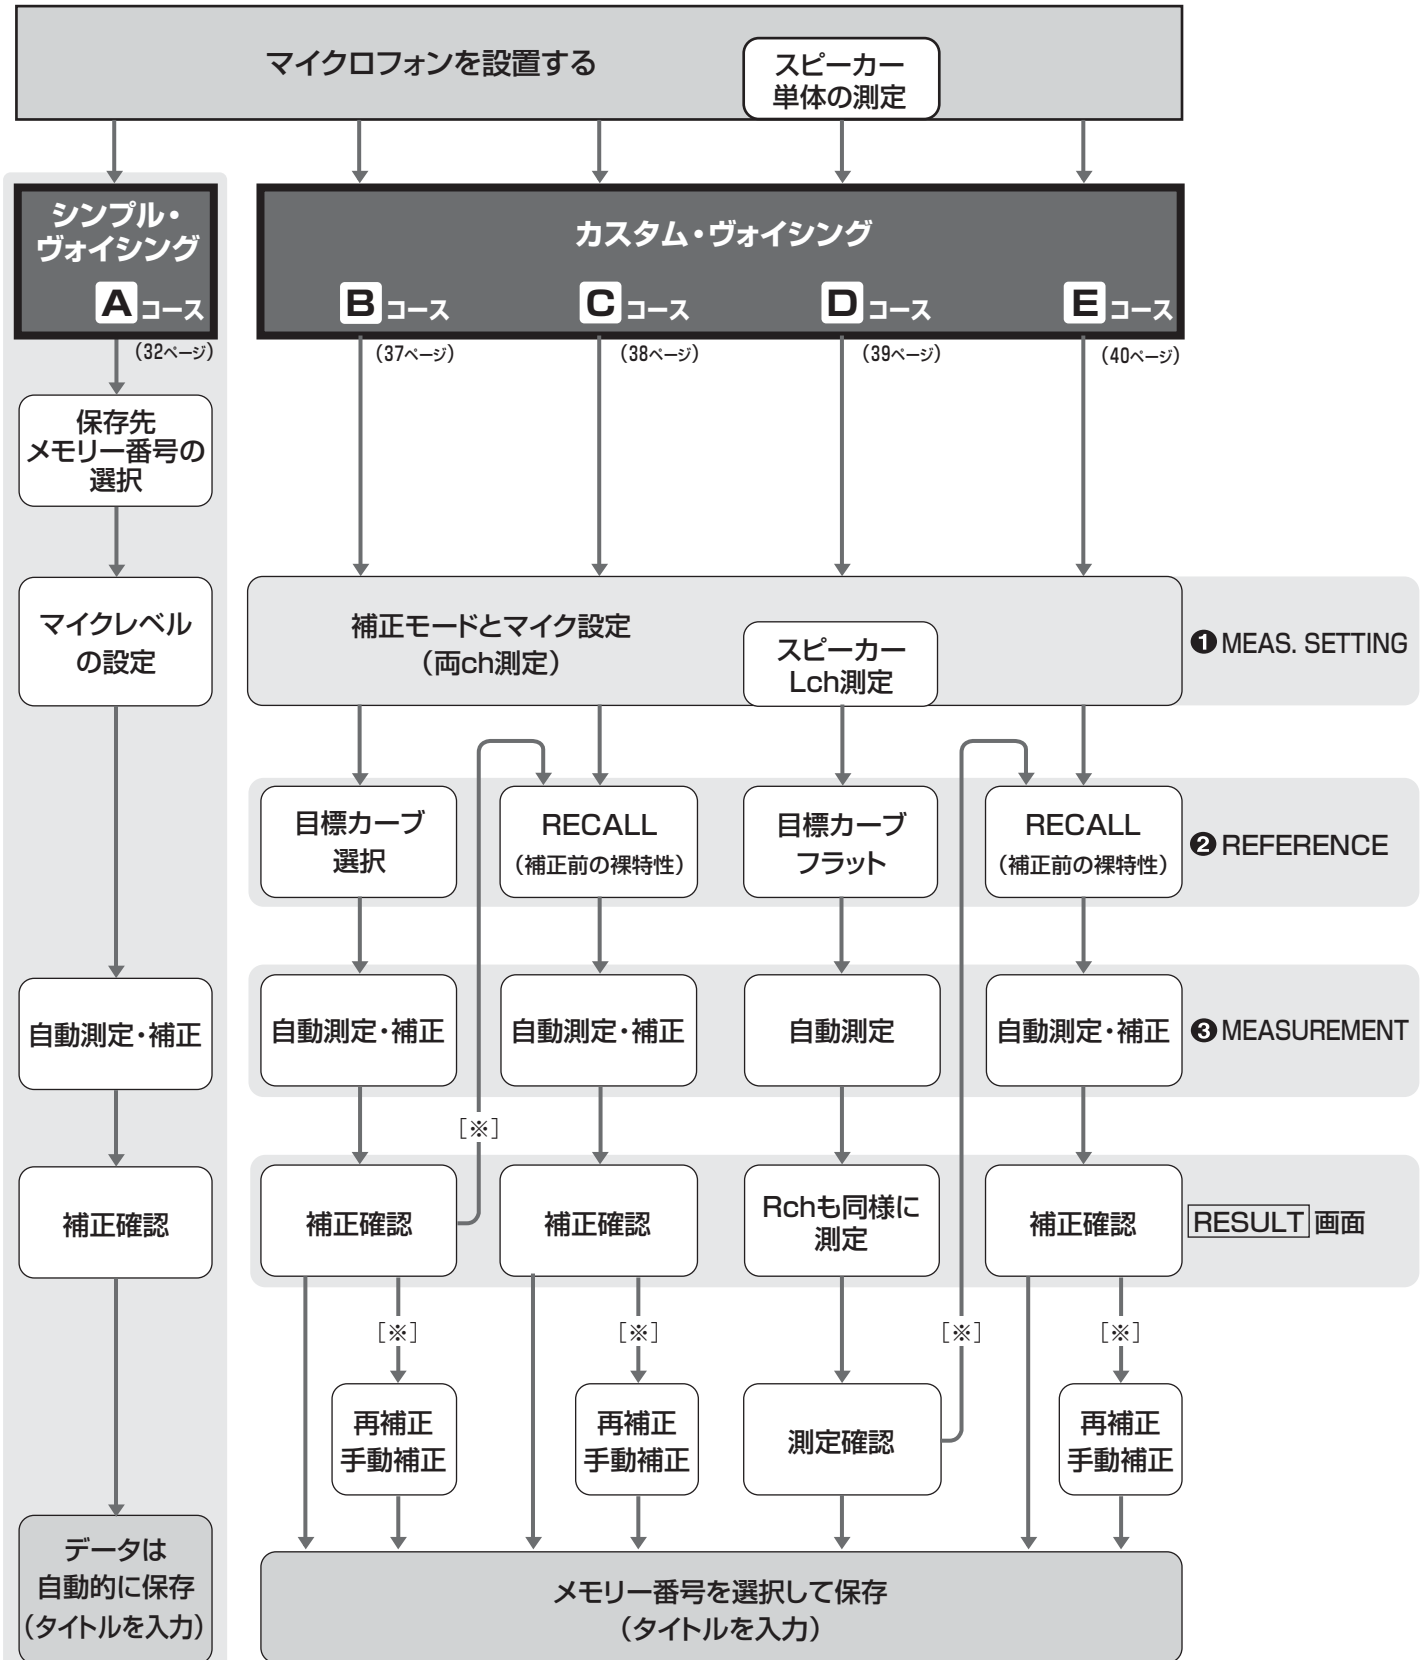 マイクロフォンを設置する
スピーカー
単体の測定
シンプル・
ヴォイシング
A コース
(32ページ)
カスタム・ヴォイシング
B コース
C コース
D コース
E コース
(37ページ)
(38ページ)
(39ページ)
(40ページ)
保存先
メモリー番号の
選択
マイクレベル
の設定
補正モードとマイク設定
(両ch測定)
スピーカー
Lch測定
❶ MEAS. SETTING
目標カーブ
選択
RECALL
(補正前の裸特性)
目標カーブ
フラット
RECALL
(補正前の裸特性)
❷ REFERENCE
自動測定・補正
自動測定・補正
自動測定・補正
自動測定
自動測定・補正
❸ MEASUREMENT
[※]
補正確認
補正確認
補正確認
Rchも同様に
測定
補正確認
RESULT 画面
[※]
[※]
[※]
[※]
再補正
手動補正
再補正
手動補正
測定確認
再補正
手動補正
データは
自動的に保存
(タイトルを入力)
メモリー番号を選択して保存
(タイトルを入力)